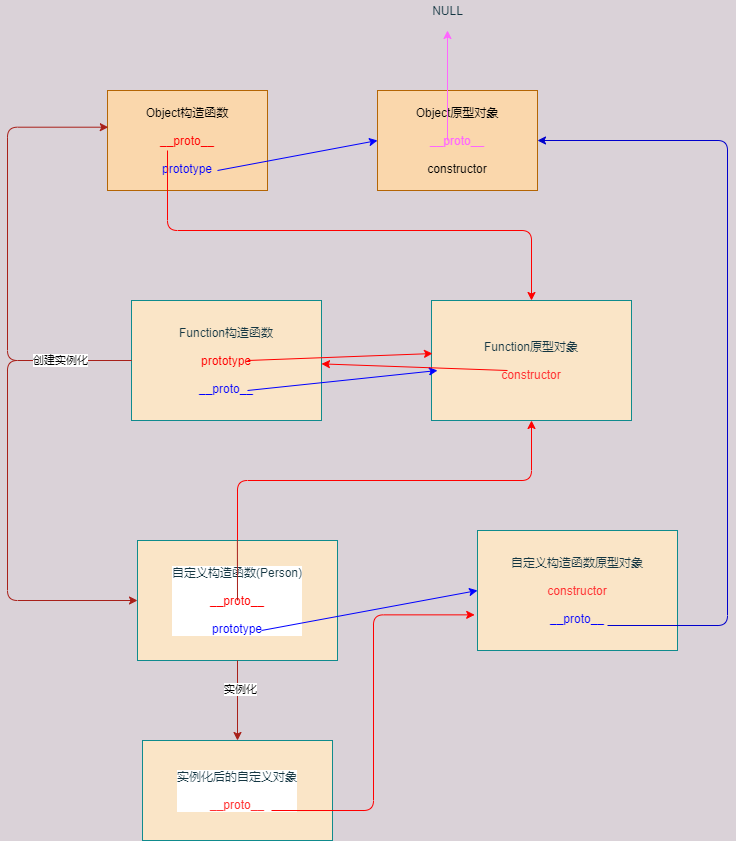 NULL
Object构造函数
__proto__
prototype
Object原型对象
__proto__
constructor
Function构造函数
prototype
__proto__
Function原型对象
constructor
创建实例化
自定义构造函数(Person)
__proto__
prototype
自定义构造函数原型对象
constructor
__proto__
实例化
实例化后的自定义对象
__proto__